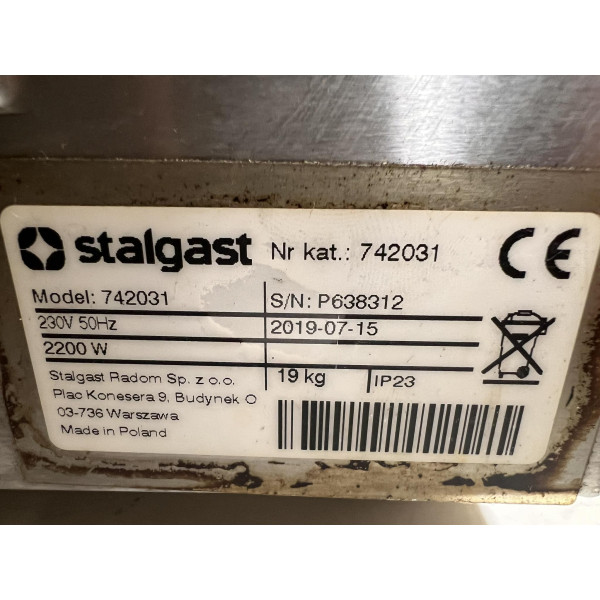 stalgast Nr kat.: 742031 CE
Model: 742031 S/N: P638312
230V 50Hz 2019-07-15
2200 W
19 kg IP23
Stalgast Radom Sp. z o.o.
Plac Konesera 9, Budynek O
03-736 Warszawa
Made in Poland